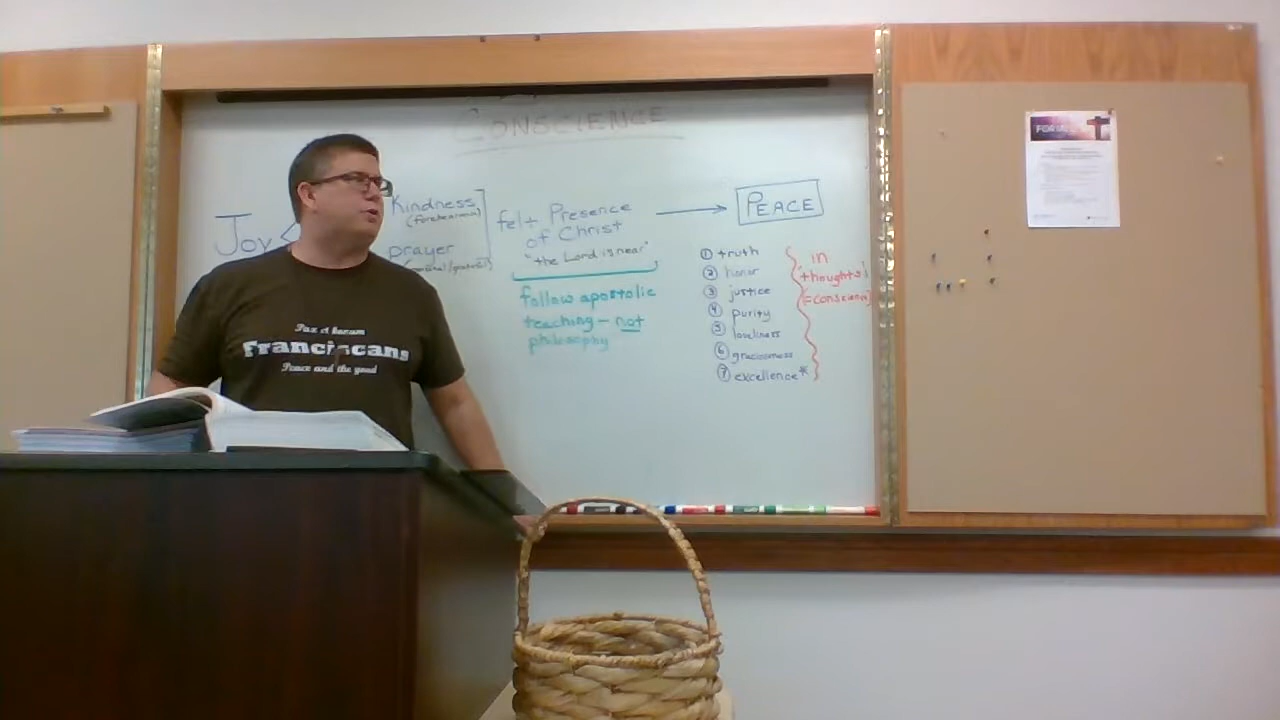 CONSCIENCE
Joy
Kindness
(forbearance)
prayer
felt Presence
of Christ
"the Lord is near"
follow apostolic
teaching – not
philosophy
PEACE
① truth
② honor
③ justice
④ purity
⑤ loveliness
⑥ graciousness
⑦ excellence*
in
thoughts
(=conscience)
Pax et bonum
Franciscans
Peace and the good